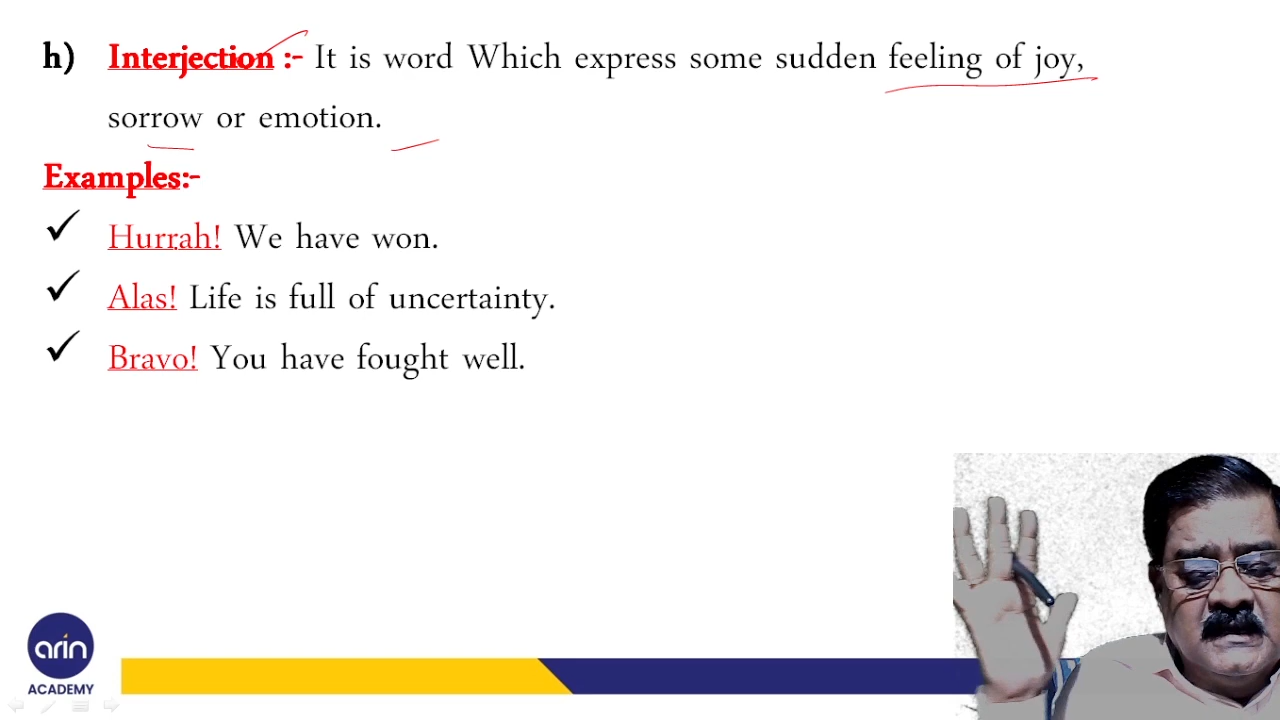 h) Interjection :- It is word Which express some sudden feeling of joy,
sorrow or emotion.
Examples:-
Hurrah! We have won.
Alas! Life is full of uncertainty.
Bravo! You have fought well.
arin
ACADEMY